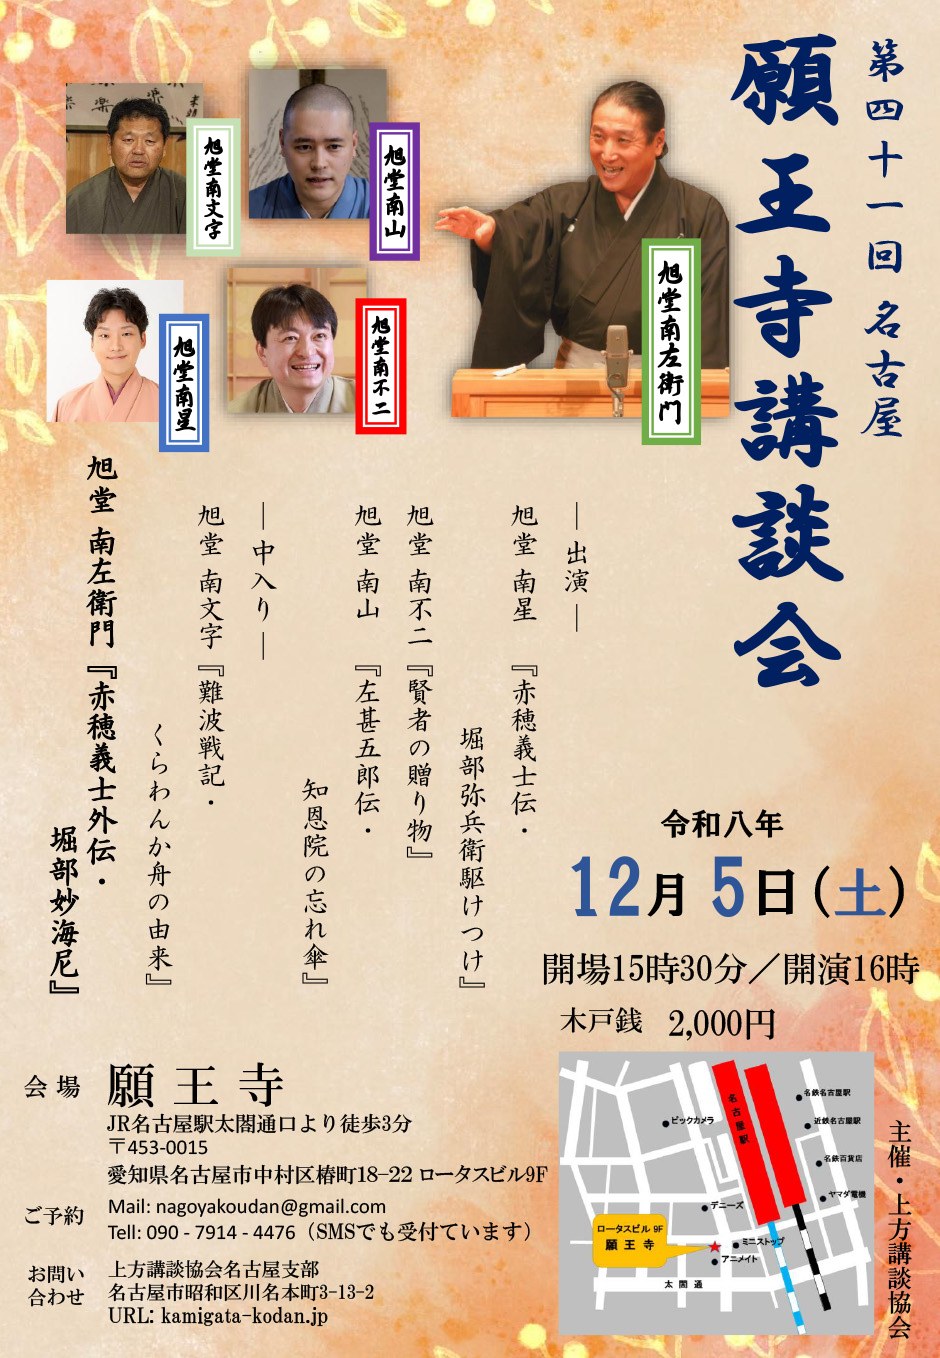 第四十一回 名古屋
願王寺講談会
旭堂南左衛門
旭堂南山
旭堂南文字
旭堂南不二
旭堂南星
―出演―
旭堂 南星 『赤穂義士伝・
堀部弥兵衛駆けつけ』
旭堂 南不二 『賢者の贈り物』
旭堂 南山 『左甚五郎伝・
知恩院の忘れ傘』
―中入り―
旭堂 南文字 『難波戦記・
くらわんか舟の由来』
旭堂 南左衛門 『赤穂義士外伝・
堀部妙海尼』
令和八年
12月 5日(土)
開場15時30分/開演16時
木戸銭 2,000円
会場 願王寺
JR名古屋駅太閤通口より徒歩3分
〒453-0015
愛知県名古屋市中村区椿町18-22 ロータスビル9F
ご予約 Mail: nagoyakoudan@gmail.com
Tell: 090 - 7914 - 4476(SMSでも受付ています)
お問い
合わせ
上方講談協会名古屋支部
名古屋市昭和区川名本町3-13-2
URL: kamigata-kodan.jp
名古屋駅
名鉄名古屋駅
近鉄名古屋駅
名鉄百貨店
ヤマダ電機
ビックカメラ
デニーズ
ミニストップ
アニメイト
ロータスビル 9F
願王寺
太閤通
主催・上方講談協会